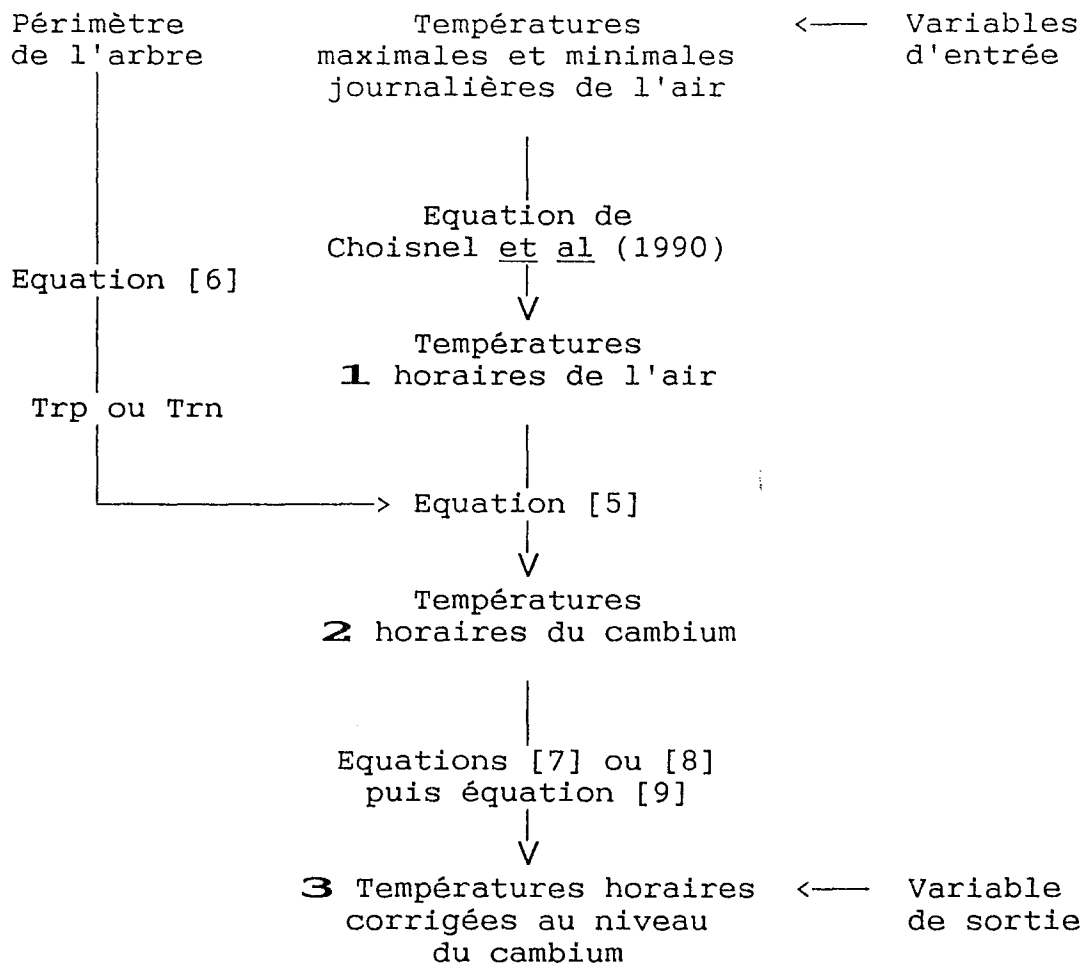 Périmètre
de l'arbre
Températures
maximales et minimales
journalières de l'air
<—— Variables
d'entrée
Equation de
Choisnel et al (1990)
Equation [6]
Températures
1 horaires de l'air
Trp ou Trn
> Equation [5]
Températures
2 horaires du cambium
Equations [7] ou [8]
puis équation [9]
3 Températures horaires
corrigées au niveau
du cambium
<—— Variable
de sortie